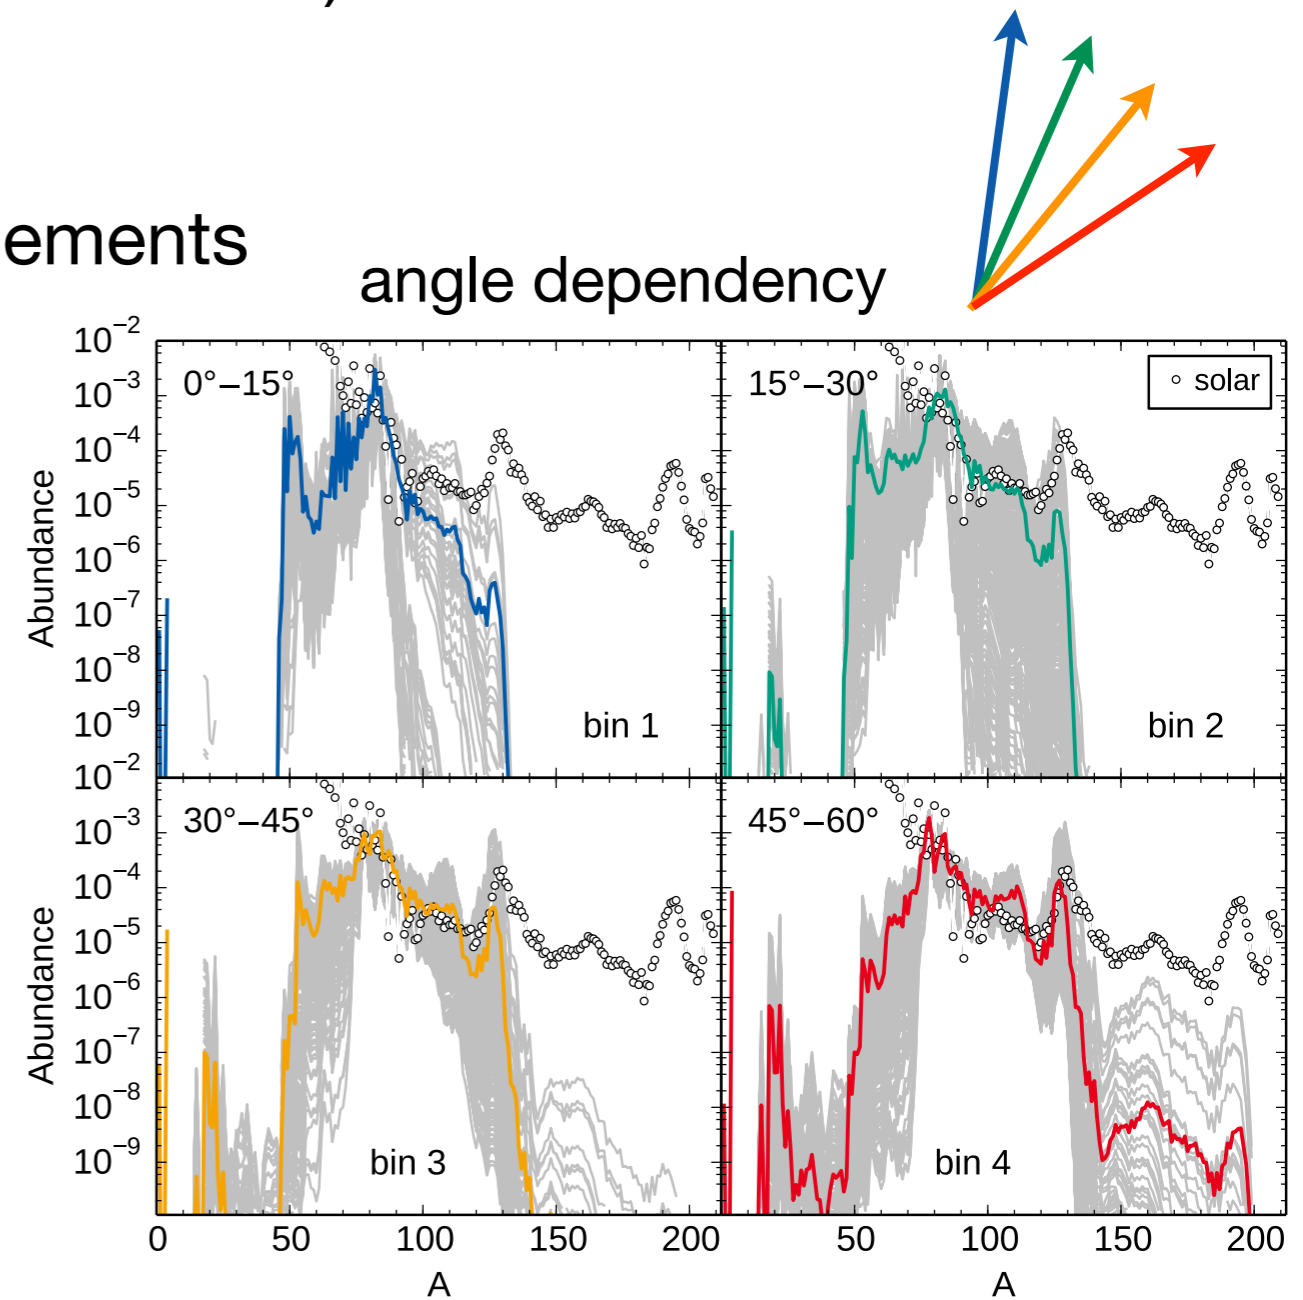 )
ements
angle dependency
10⁻²
10⁻³
10⁻⁴
10⁻⁵
10⁻⁶
10⁻⁷
10⁻⁸
10⁻⁹
Abundance
0°–15°
bin 1
15°–30°
solar
bin 2
10⁻²
10⁻³
10⁻⁴
10⁻⁵
10⁻⁶
10⁻⁷
10⁻⁸
10⁻⁹
Abundance
30°–45°
bin 3
45°–60°
bin 4
0 50 100 150 200
50 100 150 200
A
A